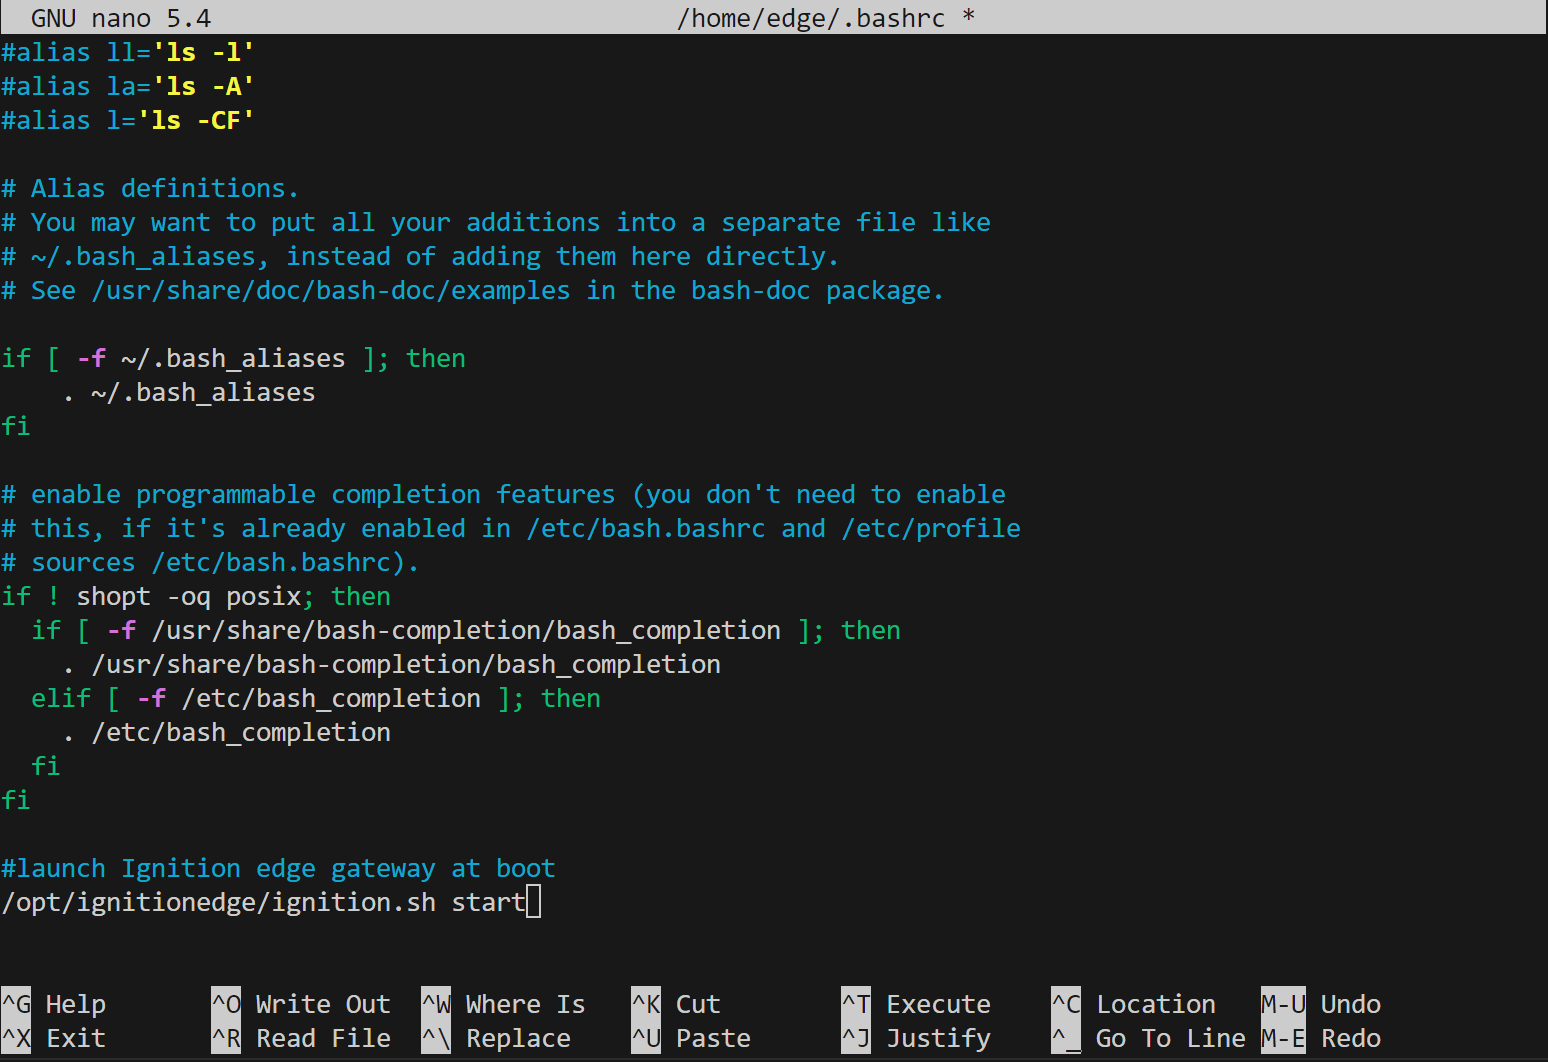 GNU nano 5.4 /home/edge/.bashrc *
#alias ll='ls -l'
#alias la='ls -A'
#alias l='ls -CF'
# Alias definitions.
# You may want to put all your additions into a separate file like
# ~/.bash_aliases, instead of adding them here directly.
# See /usr/share/doc/bash-doc/examples in the bash-doc package.
if [ -f ~/.bash_aliases ]; then
    . ~/.bash_aliases
fi
# enable programmable completion features (you don't need to enable
# this, if it's already enabled in /etc/bash.bashrc and /etc/profile
# sources /etc/bash.bashrc).
if ! shopt -oq posix; then
  if [ -f /usr/share/bash-completion/bash_completion ]; then
    . /usr/share/bash-completion/bash_completion
  elif [ -f /etc/bash_completion ]; then
    . /etc/bash_completion
  fi
fi
#launch Ignition edge gateway at boot
/opt/ignitionedge/ignition.sh start
^G Help ^O Write Out ^W Where Is ^K Cut ^T Execute ^C Location M-U Undo
^X Exit ^R Read File ^\ Replace ^U Paste ^J Justify ^_ Go To Line M-E Redo